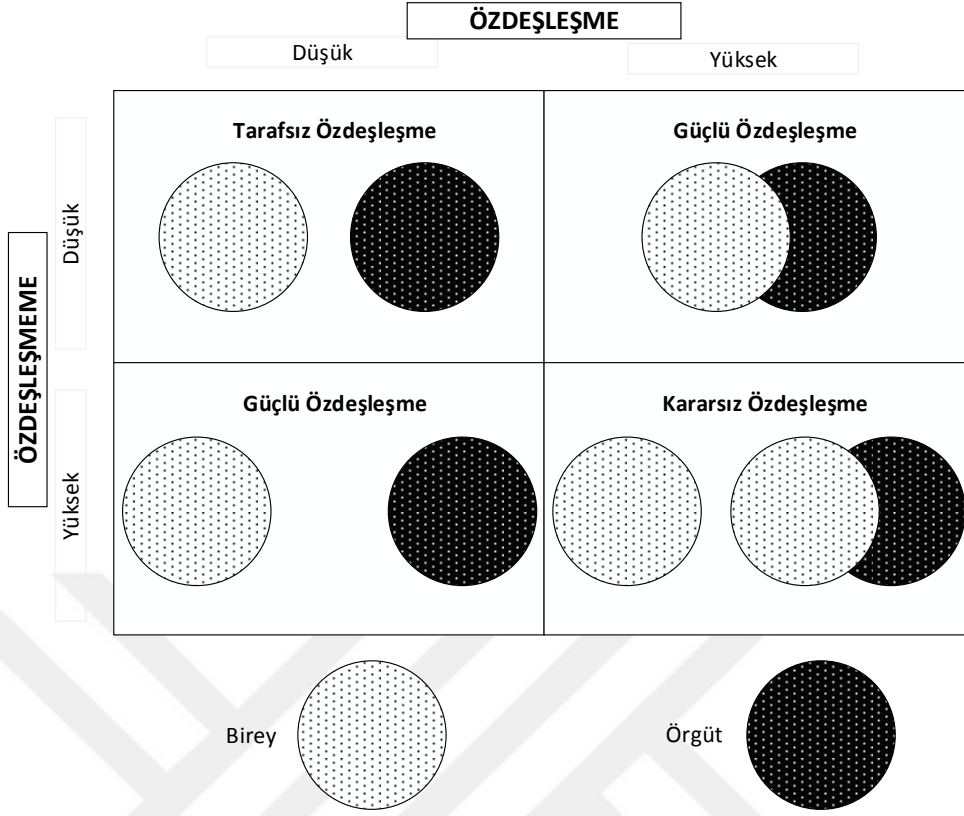 ÖZDEŞLEŞME
Düşük
Yüksek
ÖZDEŞLEŞMEME
Düşük
Tarafsız Özdeşleşme
Güçlü Özdeşleşme
Yüksek
Güçlü Özdeşleşme
Kararsız Özdeşleşme
Birey
Örgüt